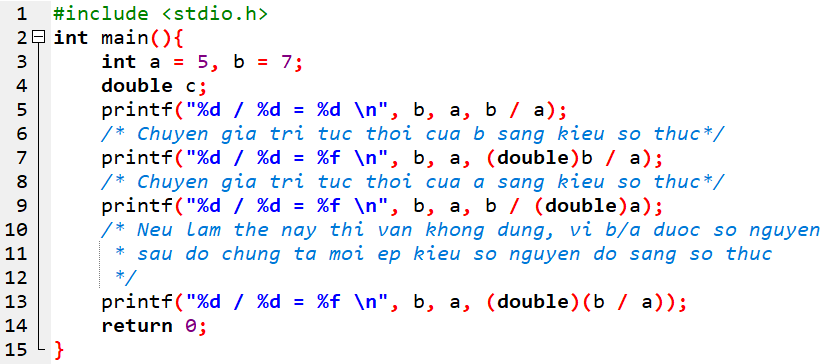 1 #include <stdio.h>
2 int main(){
3 int a = 5, b = 7;
4 double c;
5 printf("%d / %d = %d \n", b, a, b / a);
6 /* Chuyen gia tri tuc thoi cua b sang kieu so thuc*/
7 printf("%d / %d = %f \n", b, a, (double)b / a);
8 /* Chuyen gia tri tuc thoi cua a sang kieu so thuc*/
9 printf("%d / %d = %f \n", b, a, b / (double)a);
10 /* Neu lam the nay thi van khong dung, vi b/a duoc so nguyen
11 * sau do chung ta moi ep kieu so nguyen do sang so thuc
12 */
13 printf("%d / %d = %f \n", b, a, (double)(b / a));
14 return 0;
15 }